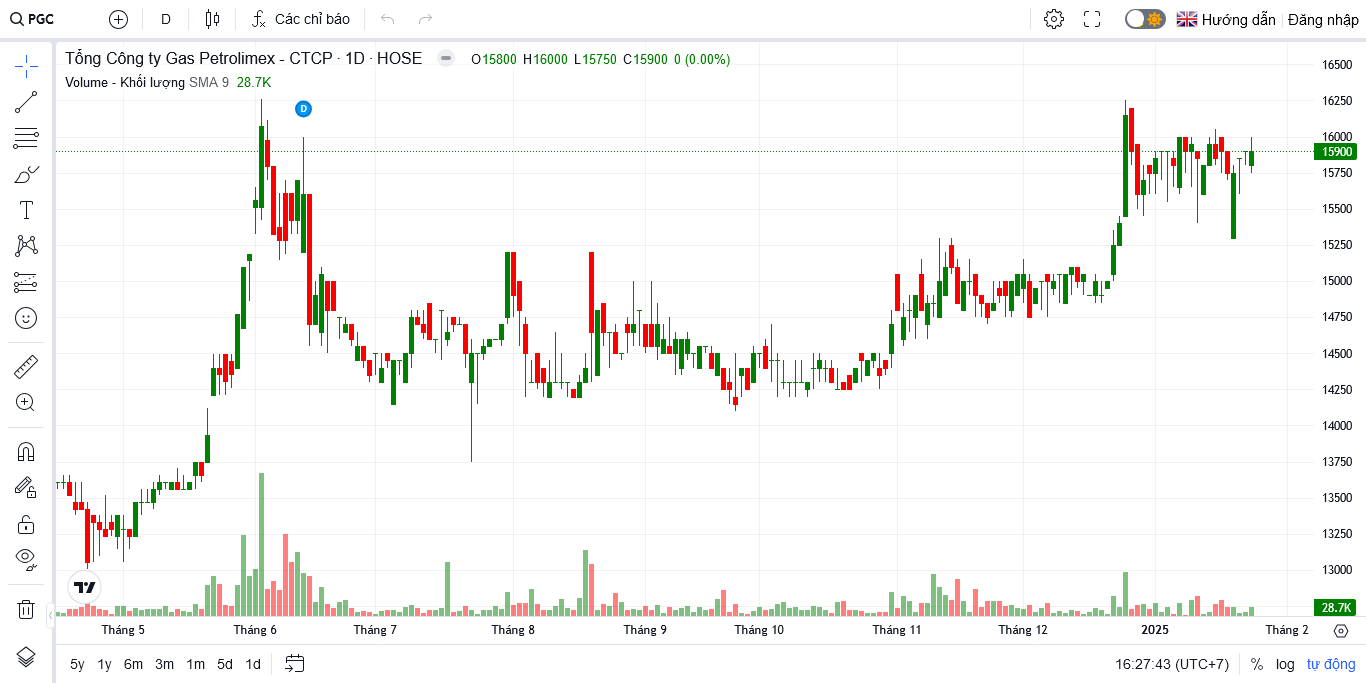 PGC D Các chỉ báo Hướng dẫn Đăng nhập
Tổng Công ty Gas Petrolimex - CTCP · 1D · HOSE O15800 H16000 L15750 C15900 0 (0.00%)
Volume - Khối lượng SMA 9 28.7K
D
16500
16250
16000
15900
15750
15500
15250
15000
14750
14500
14250
14000
13750
13500
13250
13000
28.7K
Tháng 5 Tháng 6 Tháng 7 Tháng 8 Tháng 9 Tháng 10 Tháng 11 Tháng 12 2025 Tháng 2
5y 1y 6m 3m 1m 5d 1d 16:27:43 (UTC+7) % log tự động